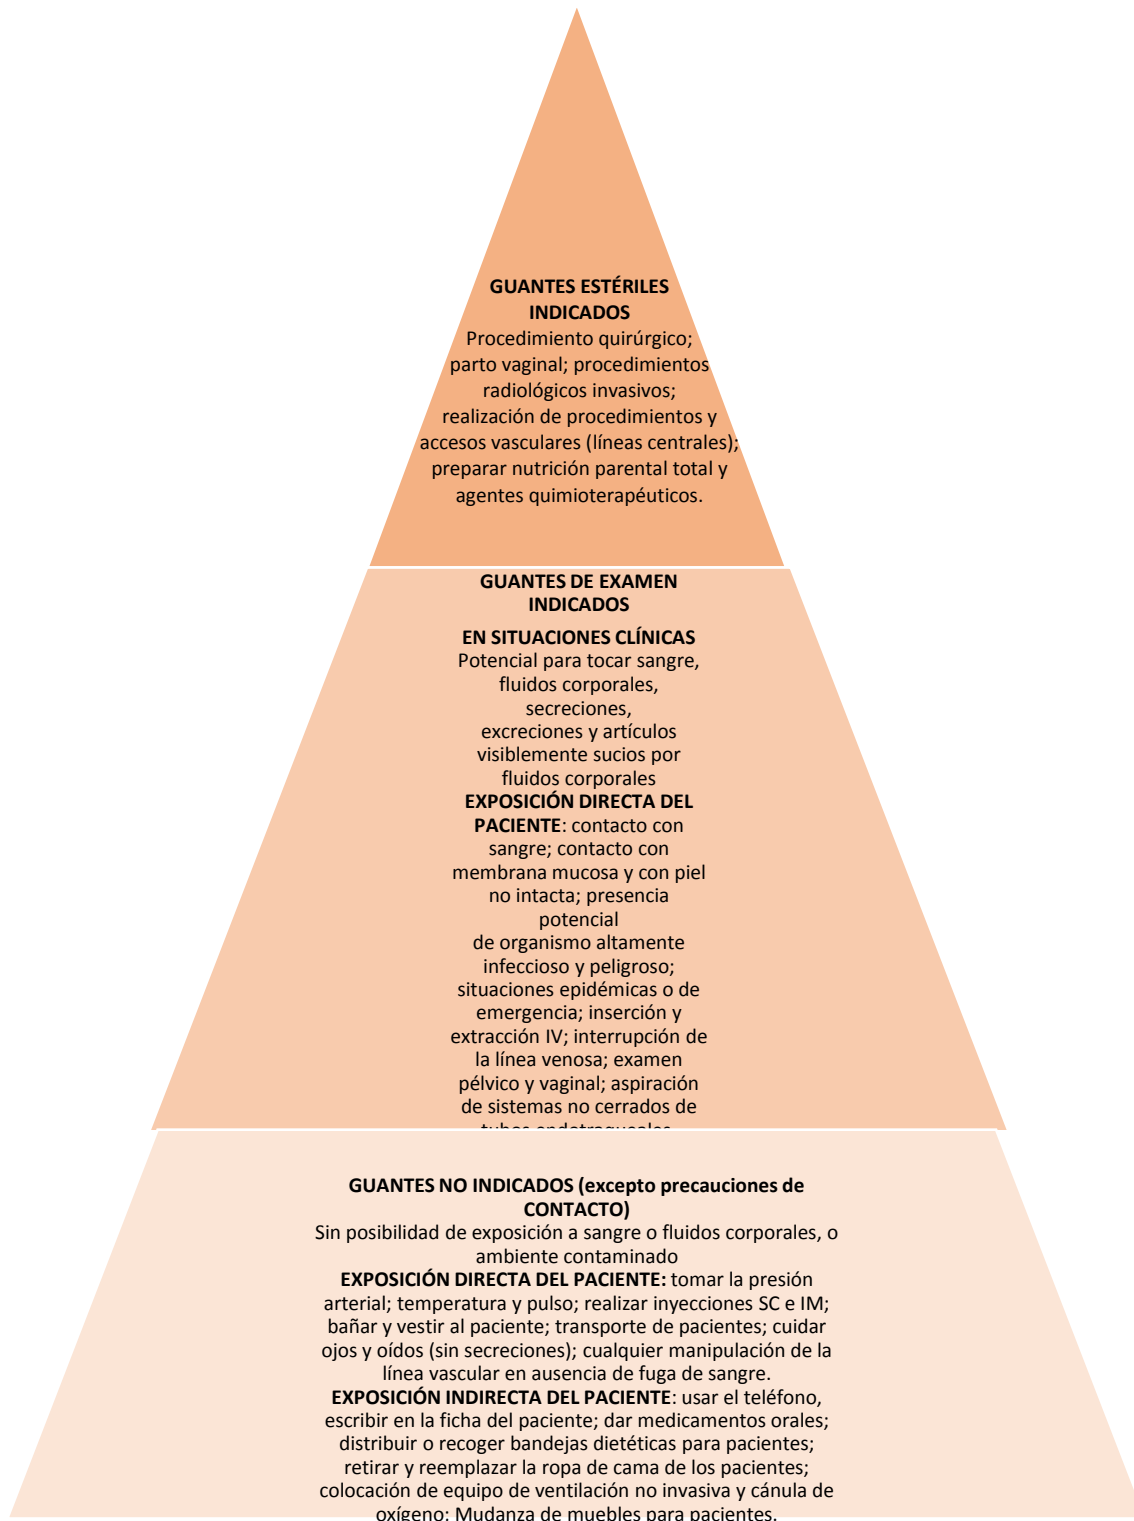 GUANTES ESTÉRILES
INDICADOS
Procedimiento quirúrgico;
parto vaginal; procedimientos
radiológicos invasivos;
realización de procedimientos y
accesos vasculares (líneas centrales);
preparar nutrición parental total y
agentes quimioterapéuticos.
GUANTES DE EXAMEN
INDICADOS
EN SITUACIONES CLÍNICAS
Potencial para tocar sangre,
fluidos corporales,
secreciones,
excreciones y artículos
visiblemente sucios por
fluidos corporales
EXPOSICIÓN DIRECTA DEL
PACIENTE: contacto con
sangre; contacto con
membrana mucosa y con piel
no intacta; presencia
potencial
de organismo altamente
infeccioso y peligroso;
situaciones epidémicas o de
emergencia; inserción y
extracción IV; interrupción de
la línea venosa; examen
pélvico y vaginal; aspiración
de sistemas no cerrados de
tubos endotraqueales
GUANTES NO INDICADOS (excepto precauciones de
CONTACTO)
Sin posibilidad de exposición a sangre o fluidos corporales, o
ambiente contaminado
EXPOSICIÓN DIRECTA DEL PACIENTE: tomar la presión
arterial; temperatura y pulso; realizar inyecciones SC e IM;
bañar y vestir al paciente; transporte de pacientes; cuidar
ojos y oídos (sin secreciones); cualquier manipulación de la
línea vascular en ausencia de fuga de sangre.
EXPOSICIÓN INDIRECTA DEL PACIENTE: usar el teléfono,
escribir en la ficha del paciente; dar medicamentos orales;
distribuir o recoger bandejas dietéticas para pacientes;
retirar y reemplazar la ropa de cama de los pacientes;
colocación de equipo de ventilación no invasiva y cánula de
oxígeno; Mudanza de muebles para pacientes.